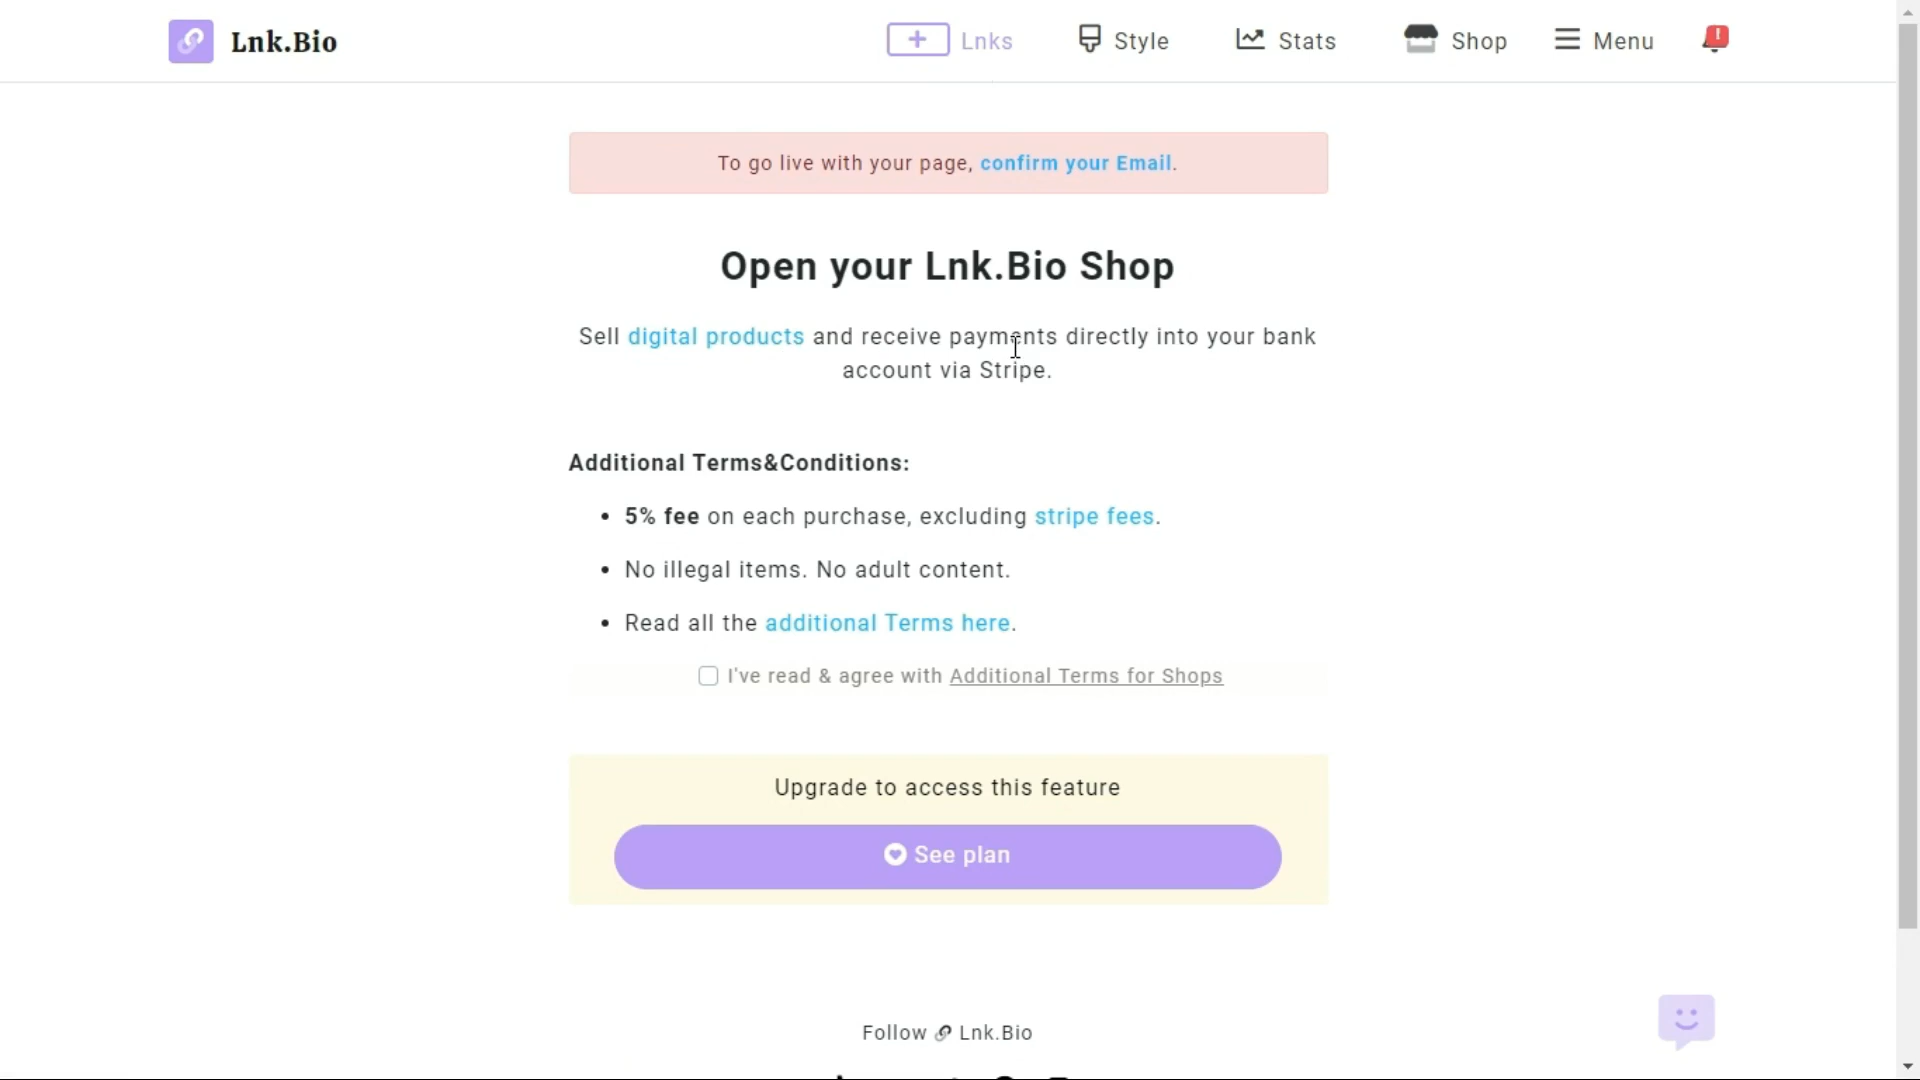 Lnk.Bio
+ Lnks
Style
Stats
Shop
Menu
To go live with your page, confirm your Email.
Open your Lnk.Bio Shop
Sell digital products and receive payments directly into your bank
account via Stripe.
Additional Terms&Conditions:
• 5% fee on each purchase, excluding stripe fees.
• No illegal items. No adult content.
• Read all the additional Terms here.
I've read & agree with Additional Terms for Shops
Upgrade to access this feature
See plan
Follow Lnk.Bio